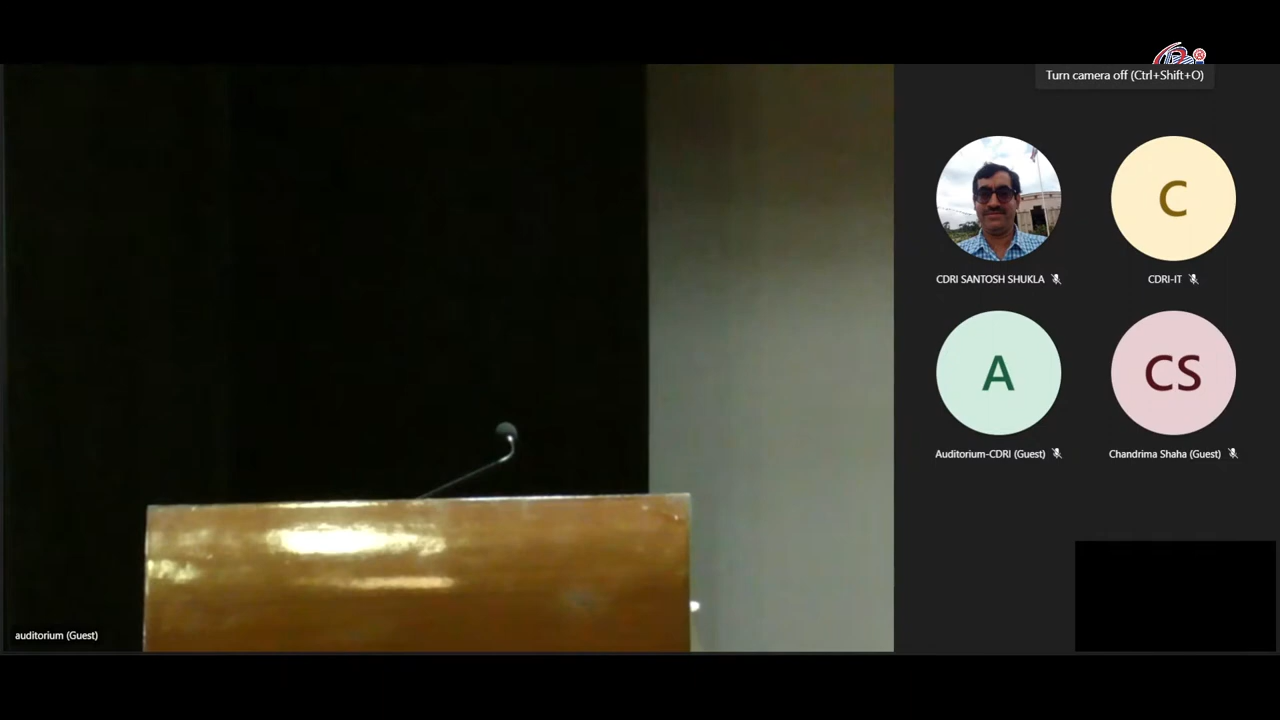 Turn camera off (Ctrl+Shift+O)
C
CDRI SANTOSH SHUKLA
CDRI-IT
A
CS
Auditorium-CDRI (Guest)
Chandrima Shaha (Guest)
auditorium (Guest)